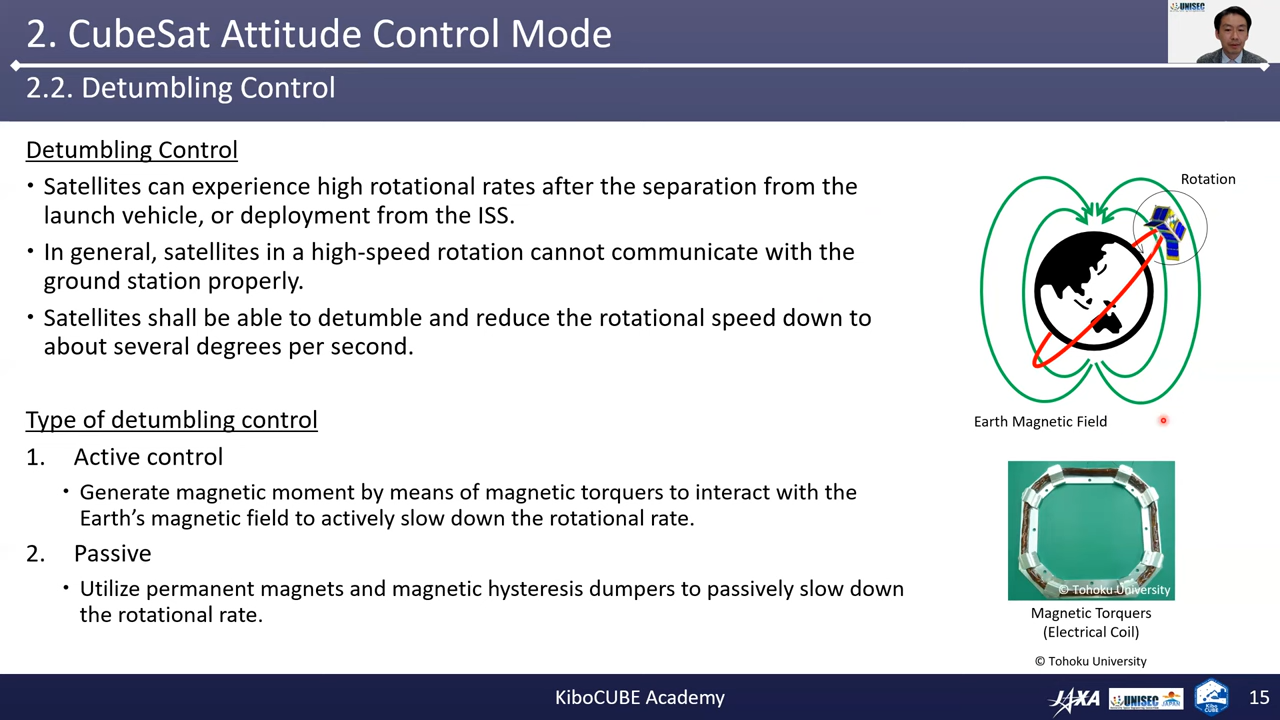 2. CubeSat Attitude Control Mode
UNISEC
2.2. Detumbling Control
Detumbling Control
• Satellites can experience high rotational rates after the separation from the
launch vehicle, or deployment from the ISS.
• In general, satellites in a high-speed rotation cannot communicate with the
ground station properly.
• Satellites shall be able to detumble and reduce the rotational speed down to
about several degrees per second.
Type of detumbling control
1. Active control
• Generate magnetic moment by means of magnetic torquers to interact with the
Earth’s magnetic field to actively slow down the rotational rate.
2. Passive
• Utilize permanent magnets and magnetic hysteresis dumpers to passively slow down
the rotational rate.
Rotation
Earth Magnetic Field
© Tohoku University
Magnetic Torquers
(Electrical Coil)
© Tohoku University
KiboCUBE Academy
JAXA
UNISEC
JAPAN
Kibo
CUBE
15